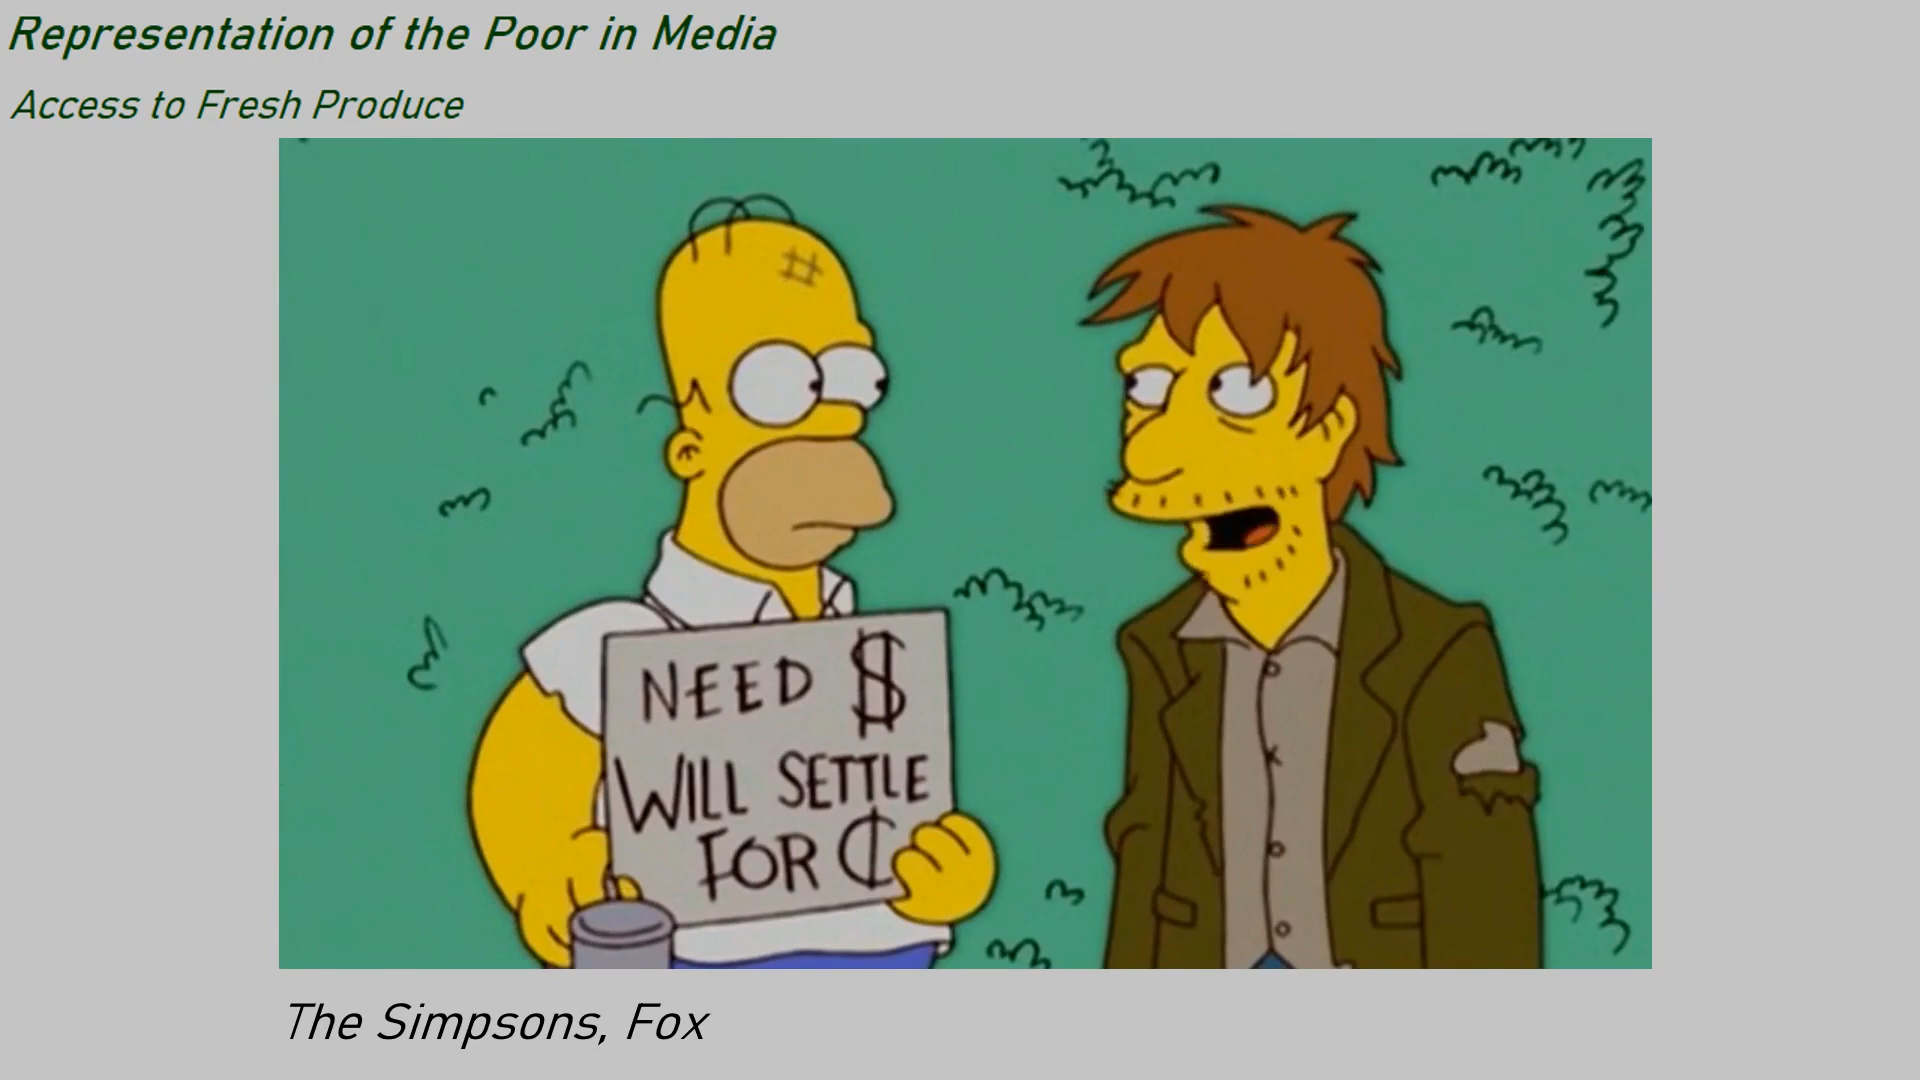 Representation of the Poor in Media
Access to Fresh Produce
NEED $
WILL SETTLE
FOR ₵
The Simpsons, Fox